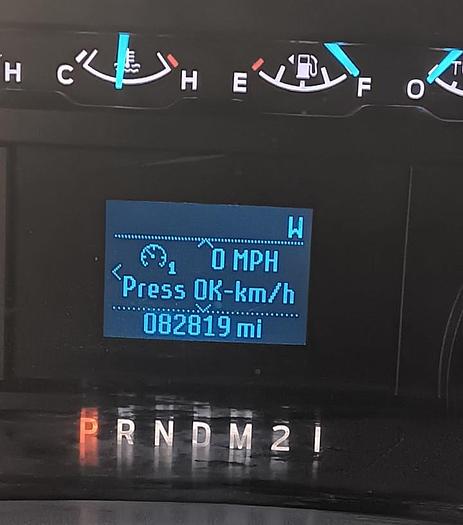 H C H E F O
W
1 0 MPH
Press OK-km/h
082819 mi
P R N D M 2 1